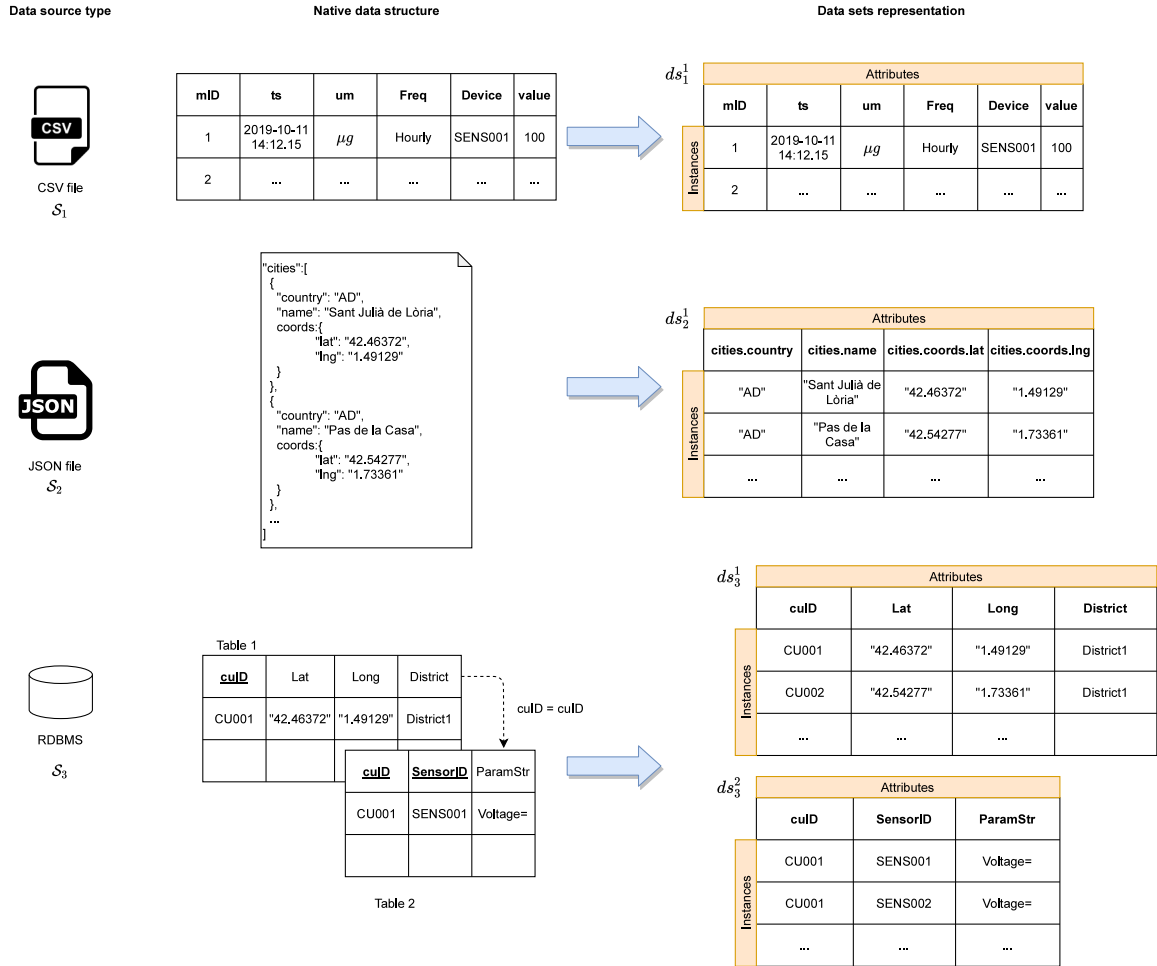 Data source type
Native data structure
Data sets representation
CSV
CSV file
S₁
mID ts um Freq Device value
1 2019-10-11 14:12.15 μg Hourly SENS001 100
2 ... ... ... ... ...
ds₁¹
Attributes
Instances
mID ts um Freq Device value
1 2019-10-11 14:12.15 μg Hourly SENS001 100
2 ... ... ... ... ...
JSON
JSON file
S₂
"cities":[
{
"country": "AD",
"name": "Sant Julià de Lòria",
coords:{
"lat": "42.46372",
"lng": "1.49129"
}
},
{
"country": "AD",
"name": "Pas de la Casa",
coords:{
"lat": "42.54277",
"lng": "1.73361"
}
},
...
]
ds₂¹
Attributes
Instances
cities.country cities.name cities.coords.lat cities.coords.lng
"AD" "Sant Julià de Lòria" "42.46372" "1.49129"
"AD" "Pas de la Casa" "42.54277" "1.73361"
... ... ... ...
RDBMS
S₃
Table 1
cuID Lat Long District
CU001 "42.46372" "1.49129" District1
cuID = cuID
cuID SensorID ParamStr
CU001 SENS001 Voltage=
Table 2
ds₃¹
Attributes
Instances
cuID Lat Long District
CU001 "42.46372" "1.49129" District1
CU002 "42.54277" "1.73361" District1
... ... ...
ds₃²
Attributes
Instances
cuID SensorID ParamStr
CU001 SENS001 Voltage=
CU001 SENS002 Voltage=
... ... ...